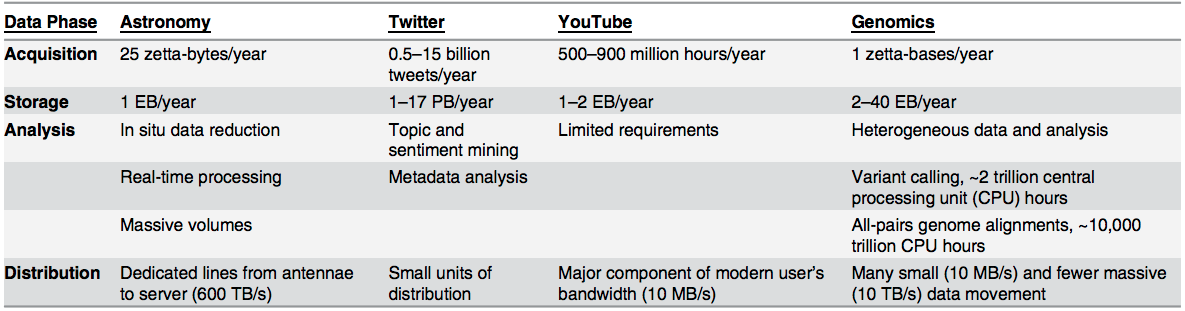 Data Phase Astronomy Twitter YouTube Genomics
Acquisition 25 zetta-bytes/year 0.5–15 billion 500–900 million hours/year 1 zetta-bases/year
tweets/year
Storage 1 EB/year 1–17 PB/year 1–2 EB/year 2–40 EB/year
Analysis In situ data reduction Topic and Limited requirements Heterogeneous data and analysis
sentiment mining
Real-time processing Metadata analysis Variant calling, ~2 trillion central
processing unit (CPU) hours
Massive volumes All-pairs genome alignments, ~10,000
trillion CPU hours
Distribution Dedicated lines from antennae Small units of Major component of modern user’s Many small (10 MB/s) and fewer massive
to server (600 TB/s) distribution bandwidth (10 MB/s) (10 TB/s) data movement